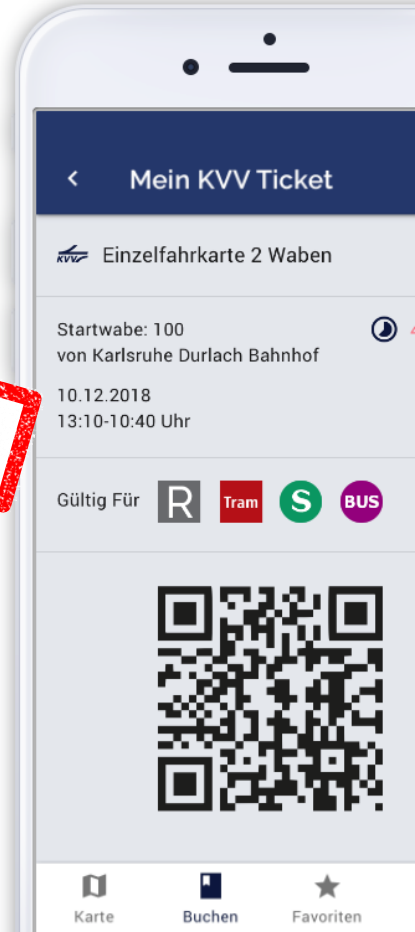 Mein KVV Ticket
KVV Einzelfahrkarte 2 Waben
Startwabe: 100
von Karlsruhe Durlach Bahnhof
10.12.2018
13:10-10:40 Uhr
Gültig Für R Tram S BUS
Karte Buchen Favoriten